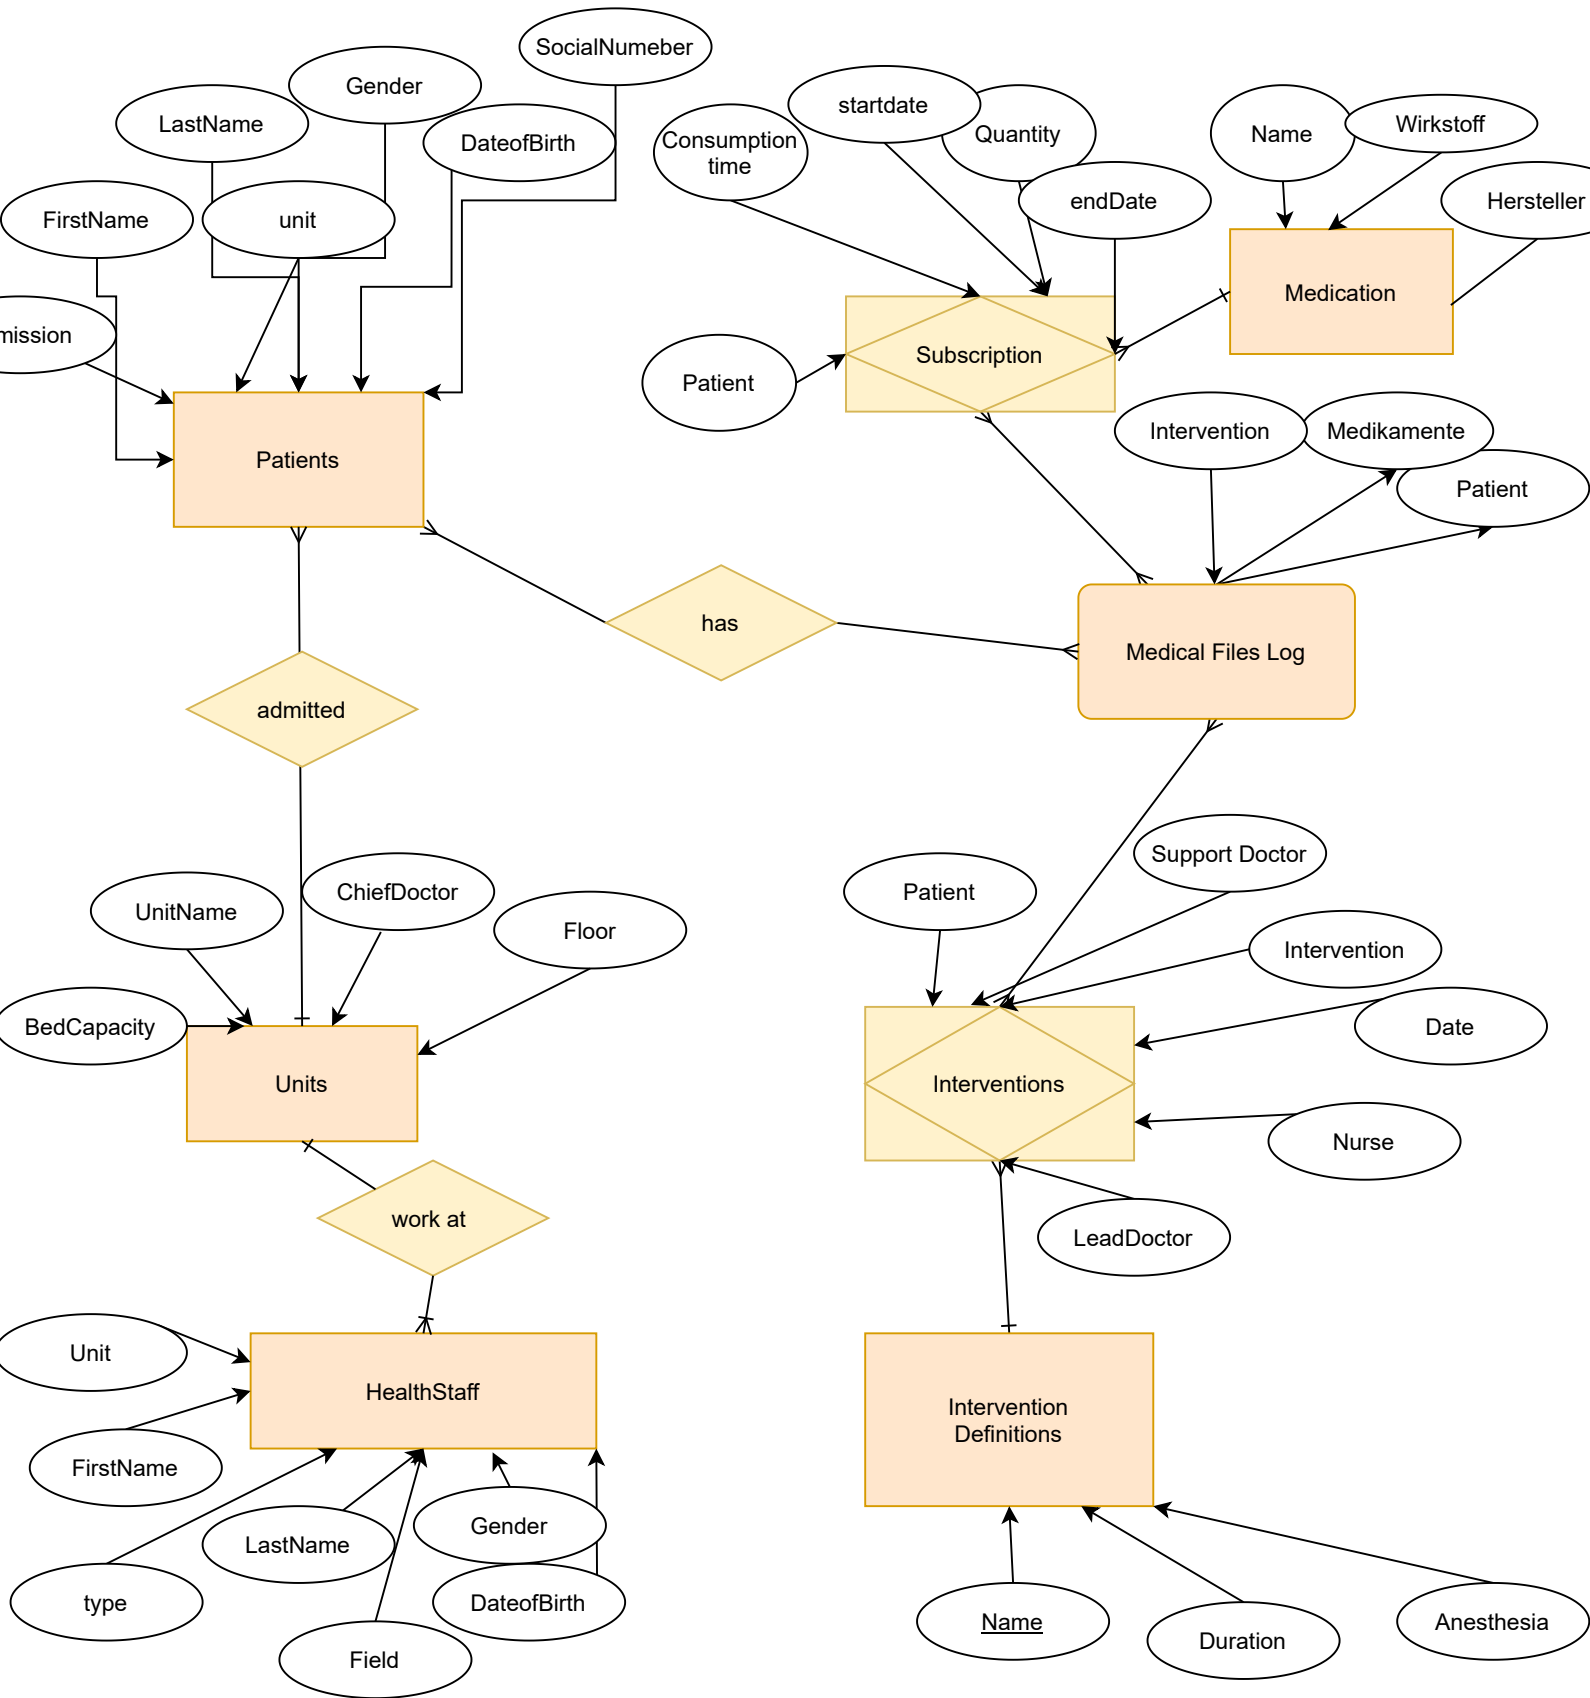 SocialNumeber
Gender
LastName
DateofBirth
startdate
Quantity
Consumption
time
Name
Wirkstoff
FirstName
unit
endDate
Hersteller
Medication
mission
Subscription
Patient
Patients
Intervention
Medikamente
Patient
has
Medical Files Log
admitted
UnitName
ChiefDoctor
Floor
Patient
Support Doctor
Intervention
BedCapacity
Date
Units
Interventions
Nurse
work at
LeadDoctor
Unit
HealthStaff
Intervention
Definitions
FirstName
LastName
Gender
type
DateofBirth
Field
Name
Duration
Anesthesia